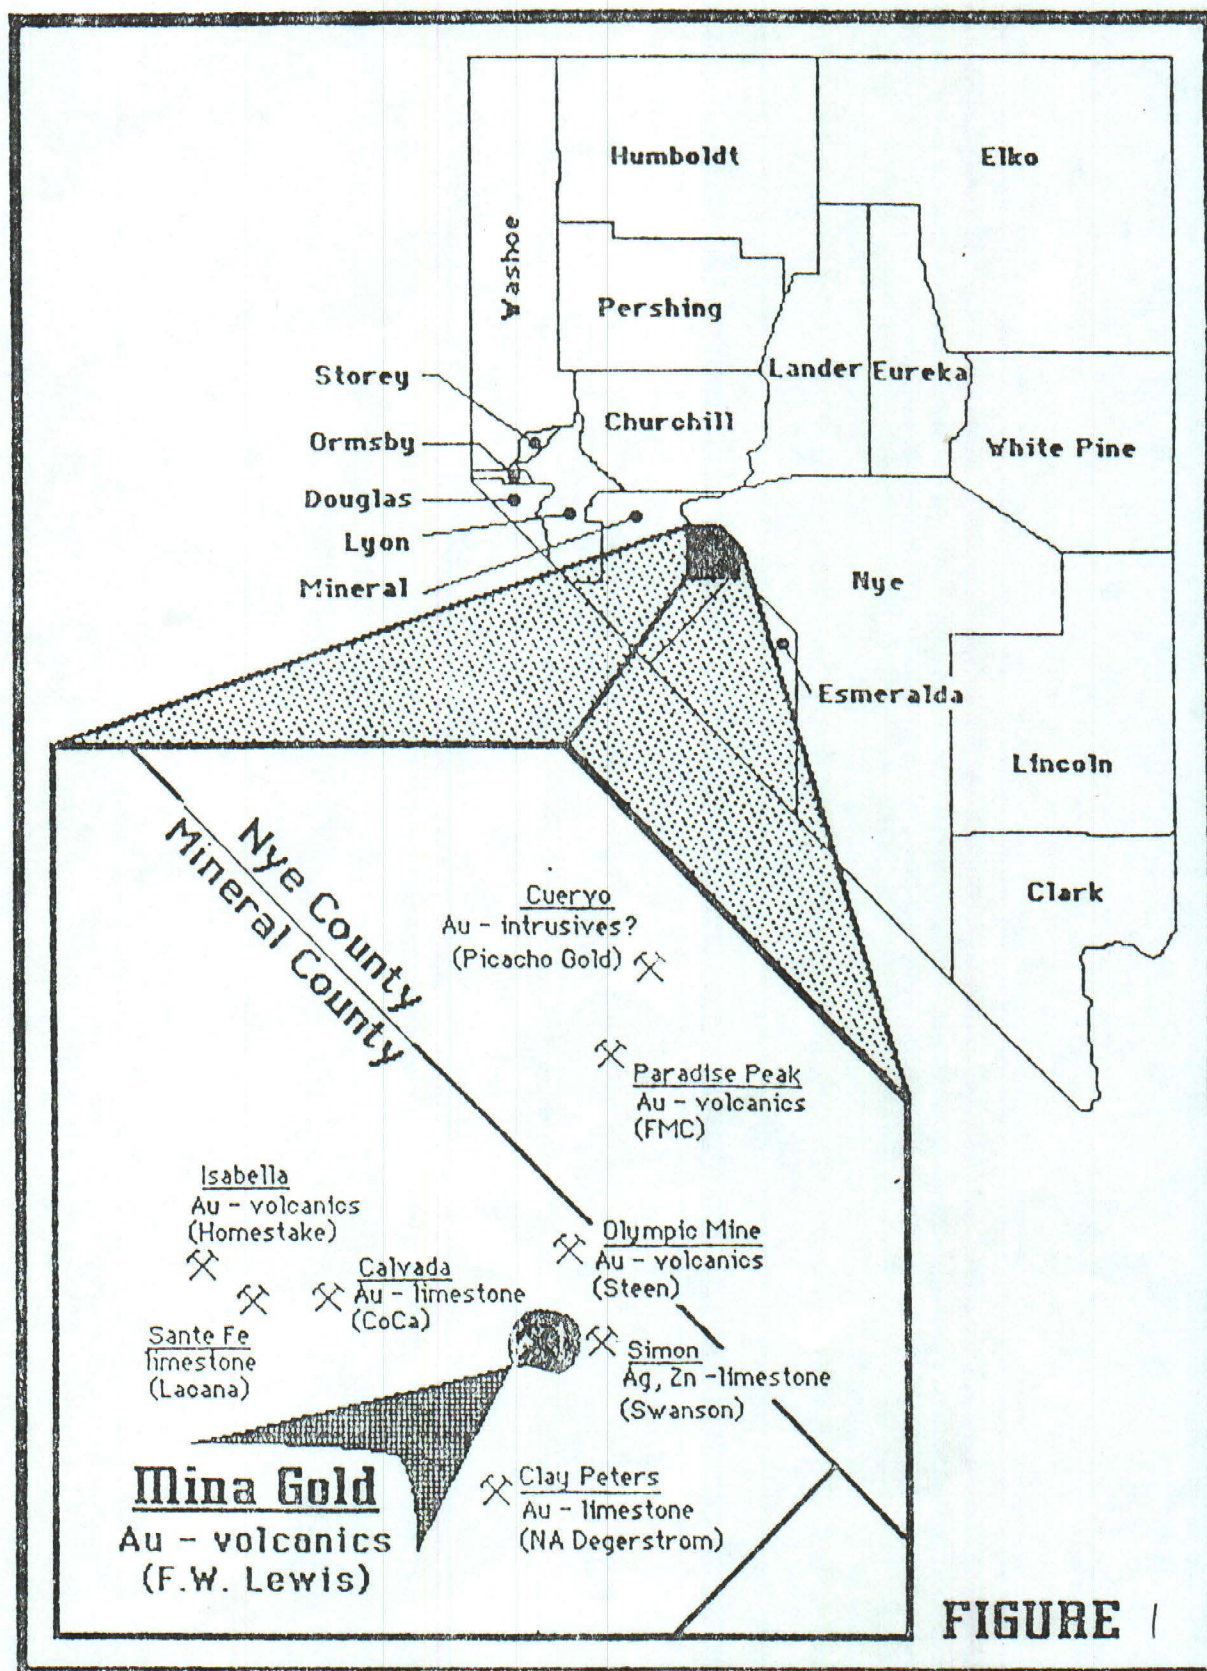 Humboldt
Elko
Washoe
Pershing
Lander
Eureka
Storey
Churchill
Ormsby
White Pine
Douglas
Lyon
Mineral
Nye
Esmeralda
Lincoln
Clark
Nye County
Mineral County
Cueryo
Au - intrusives?
(Picacho Gold)
Paradise Peak
Au - volcanics
(FMC)
Isabella
Au - volcanics
(Homestake)
Olympic Mine
Au - volcanics
(Steen)
Calvada
Au - limestone
(CoCa)
Sante Fe
limestone
(Lacana)
Simon
Ag, Zn -limestone
(Swanson)
Mina Gold
Au - volcanics
(F.W. Lewis)
Clay Peters
Au - limestone
(NA Degerstrom)
FIGURE 1